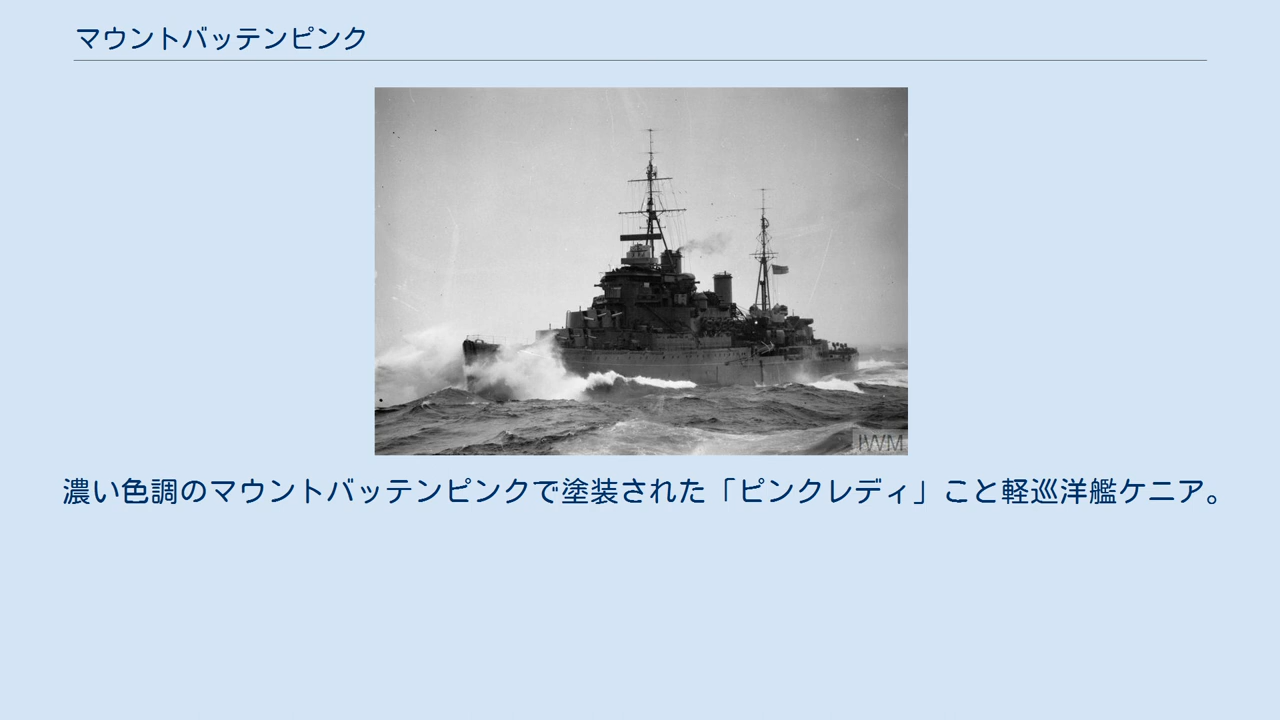 マウントバッテンピンク
IWM
濃い色調のマウントバッテンピンクで塗装された「ピンクレディ」こと軽巡洋艦ケニア。